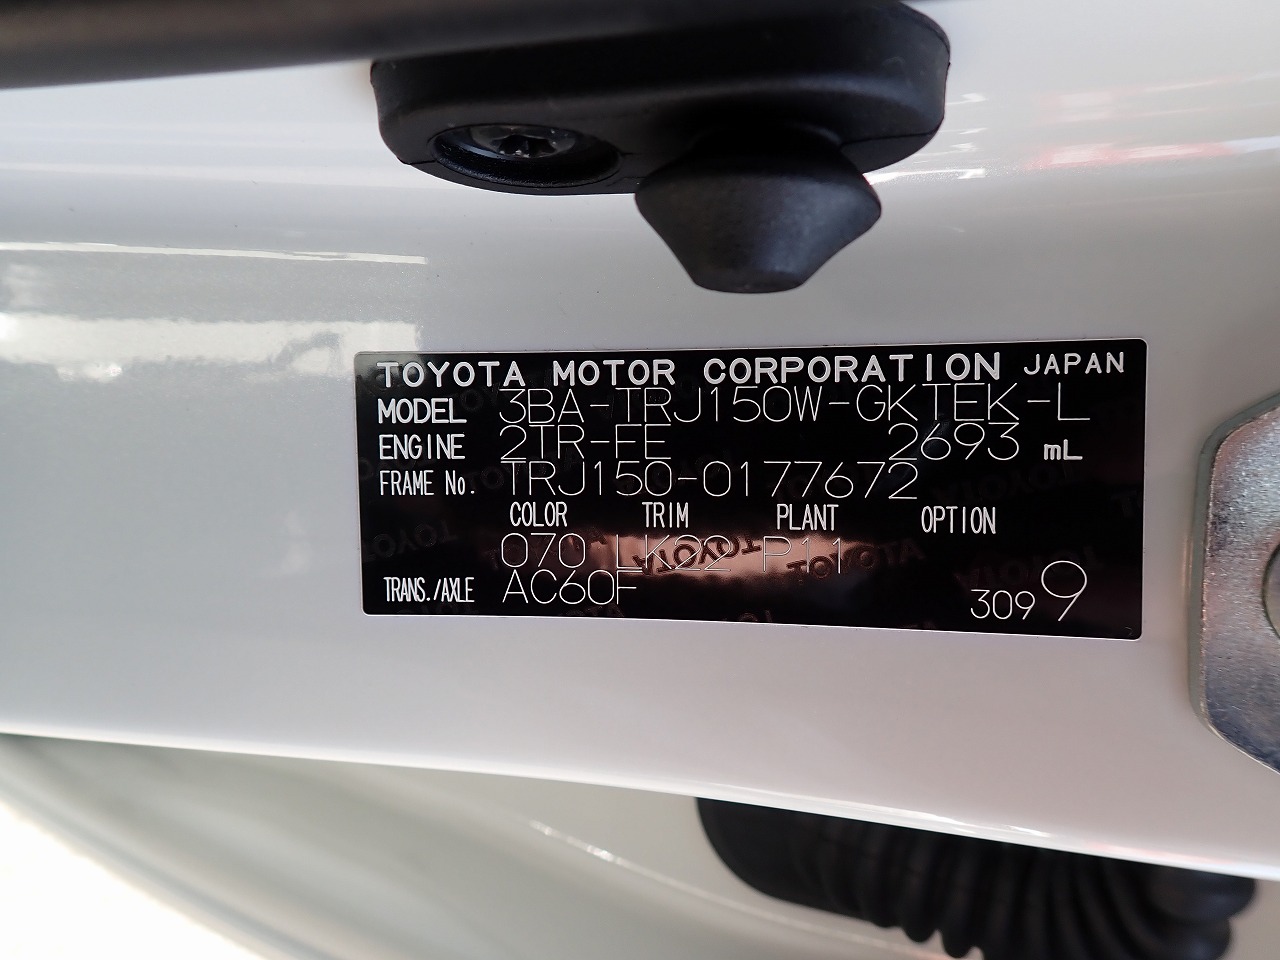 TOYOTA MOTOR CORPORATION JAPAN
MODEL 3BA-TRJ150W-GKTEK-L
ENGINE 2TR-FE 2693 mL
FRAME No. TRJ150-0177672
COLOR TRIM PLANT OPTION
070 LK22 P11
TRANS./AXLE AC60F
3099